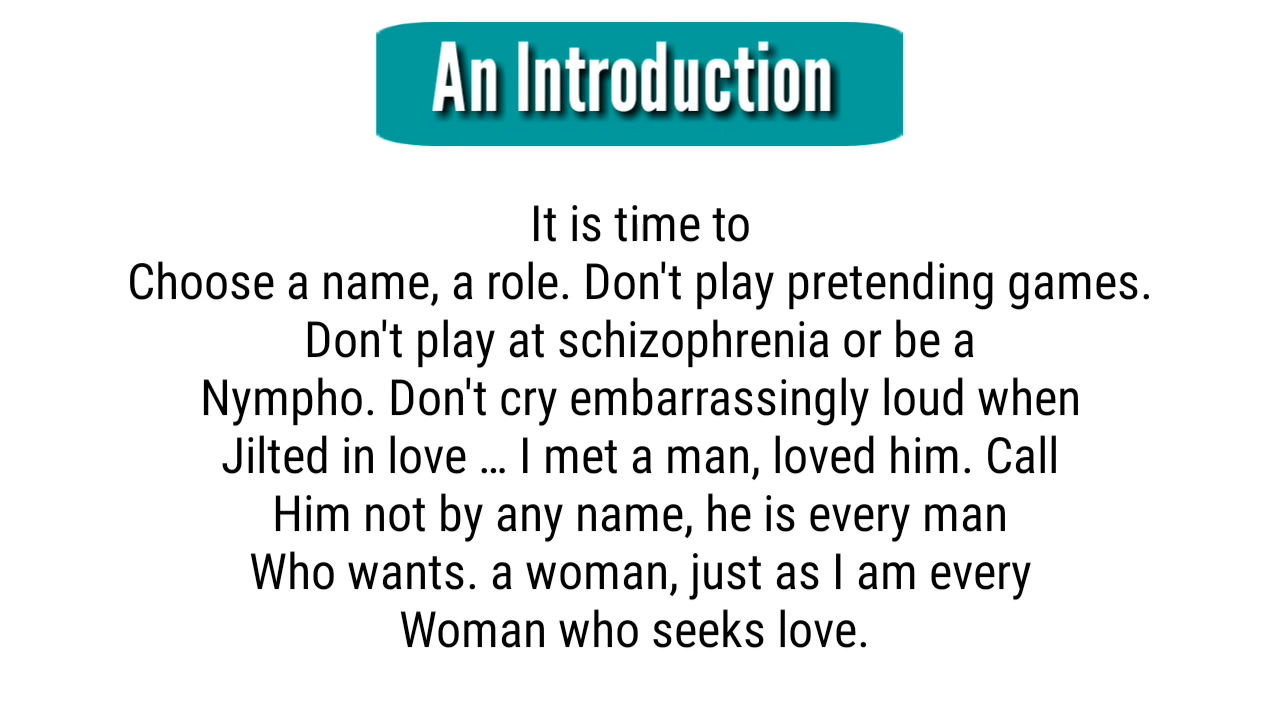 An Introduction
It is time to
Choose a name, a role. Don't play pretending games.
Don't play at schizophrenia or be a
Nympho. Don't cry embarrassingly loud when
Jilted in love … I met a man, loved him. Call
Him not by any name, he is every man
Who wants. a woman, just as I am every
Woman who seeks love.